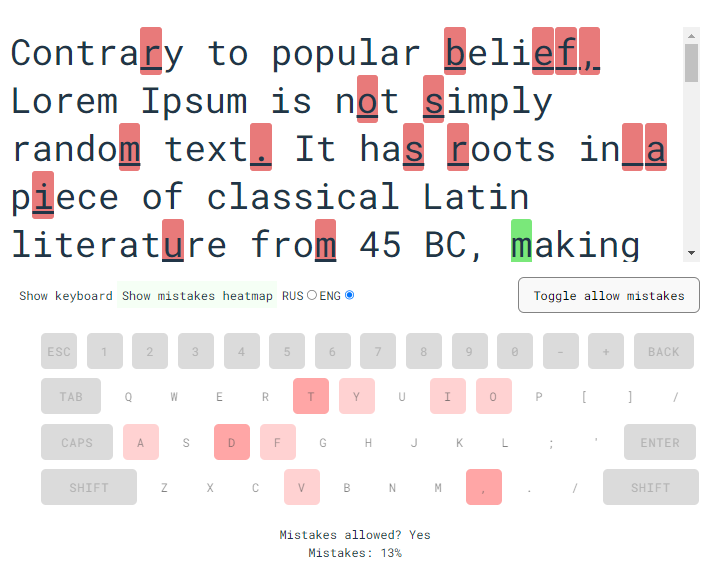 Contrary to popular belief,
Lorem Ipsum is not simply
random text. It has roots in a
piece of classical Latin
literature from 45 BC, making
Show keyboard Show mistakes heatmap RUS ENG Toggle allow mistakes
ESC 1 2 3 4 5 6 7 8 9 0 - + BACK
TAB Q W E R T Y U I O P [ ] /
CAPS A S D F G H J K L ; ' ENTER
SHIFT Z X C V B N M , . / SHIFT
Mistakes allowed? Yes
Mistakes: 13%